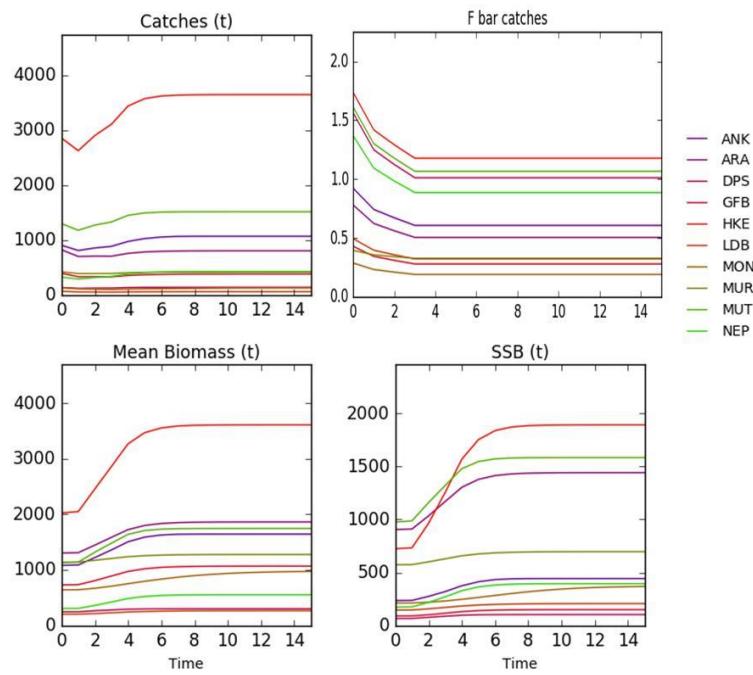 Catches (t)
4000
3000
2000
1000
0
0 2 4 6 8 10 12 14
F bar catches
2.0
1.5
1.0
0.5
0.0
0 2 4 6 8 10 12 14
ANK
ARA
DPS
GFB
HKE
LDB
MON
MUR
MUT
NEP
Mean Biomass (t)
4000
3000
2000
1000
0
0 2 4 6 8 10 12 14
Time
SSB (t)
2000
1500
1000
500
0
0 2 4 6 8 10 12 14
Time